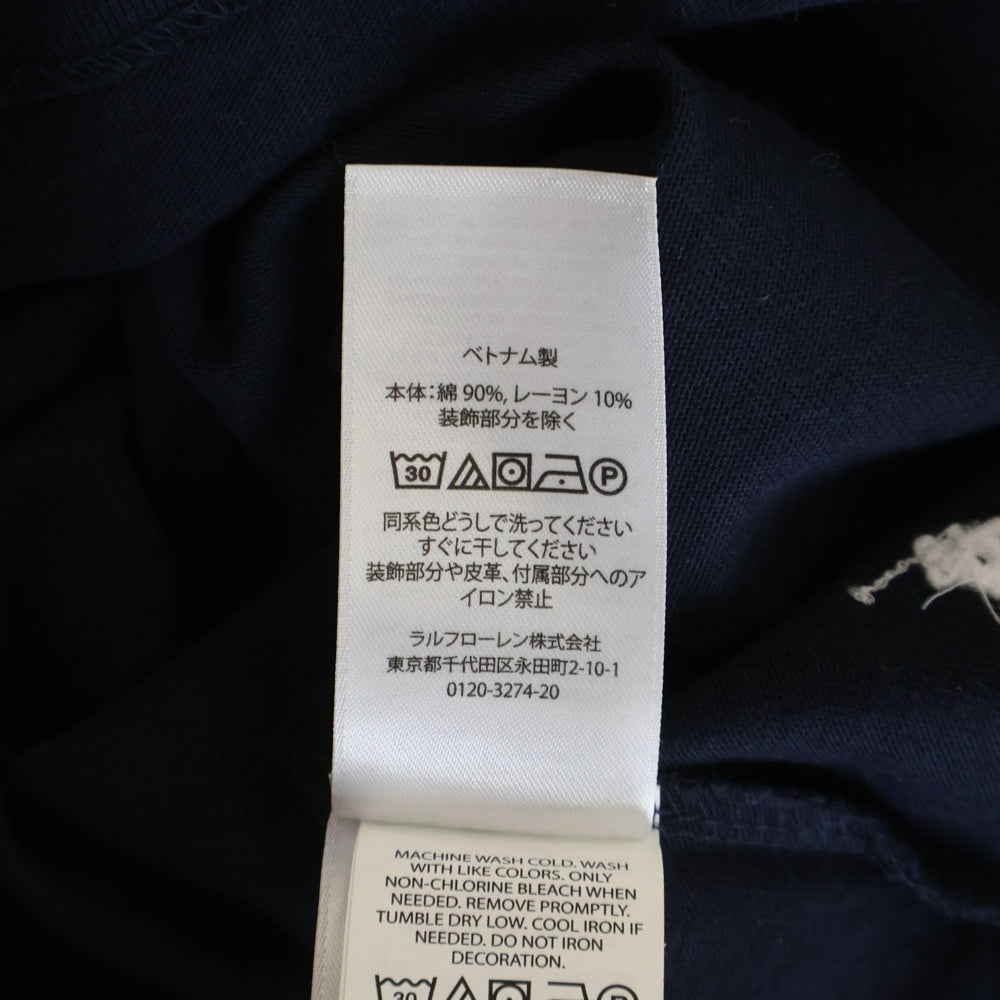 ベトナム製
本体：綿 90%, レーヨン 10%
装飾部分を除く
30 P
同系色どうしで洗ってください
すぐに干してください
装飾部分や皮革、付属部分へのア
イロン禁止
ラルフローレン株式会社
東京都千代田区永田町2-10-1
0120-3274-20
MACHINE WASH COLD. WASH
WITH LIKE COLORS. ONLY
NON-CHLORINE BLEACH WHEN
NEEDED. REMOVE PROMPTLY.
TUMBLE DRY LOW. COOL IRON IF
NEEDED. DO NOT IRON
DECORATION.
30 P